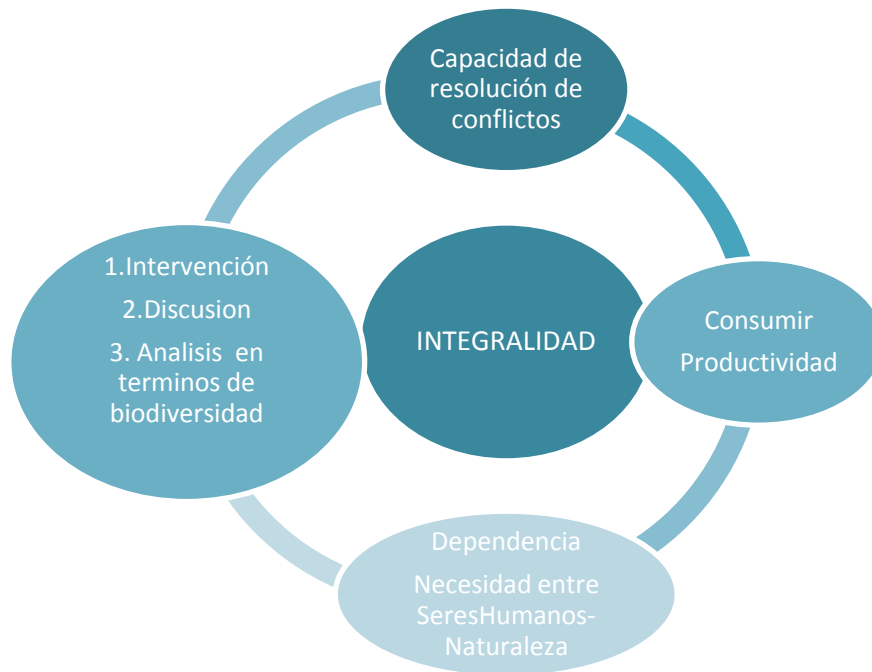 Capacidad de
resolución de
conflictos
1.Intervención
2.Discusion
3. Analisis  en
terminos de
biodiversidad
INTEGRALIDAD
Consumir
Productividad
Dependencia
Necesidad entre
SeresHumanos-
Naturaleza